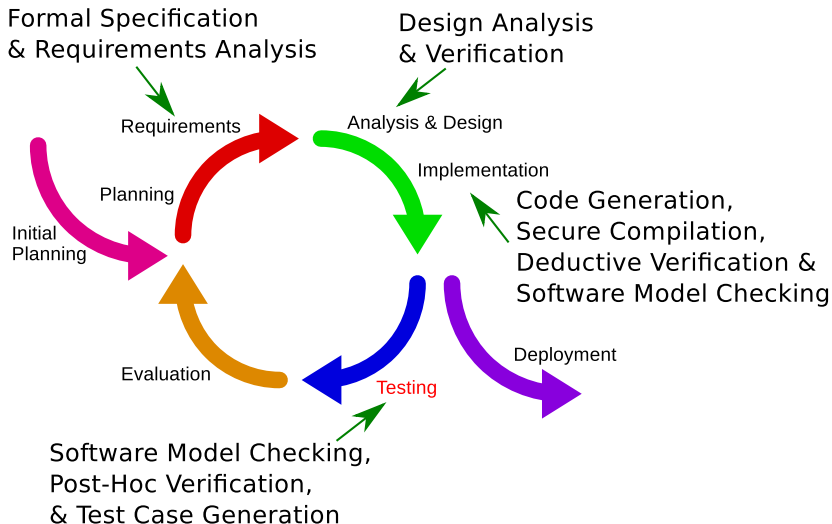 Formal Specification
& Requirements Analysis
Design Analysis
& Verification
Requirements
Analysis & Design
Planning
Implementation
Initial
Planning
Code Generation,
Secure Compilation,
Deductive Verification &
Software Model Checking
Evaluation
Testing
Deployment
Software Model Checking,
Post-Hoc Verification,
& Test Case Generation